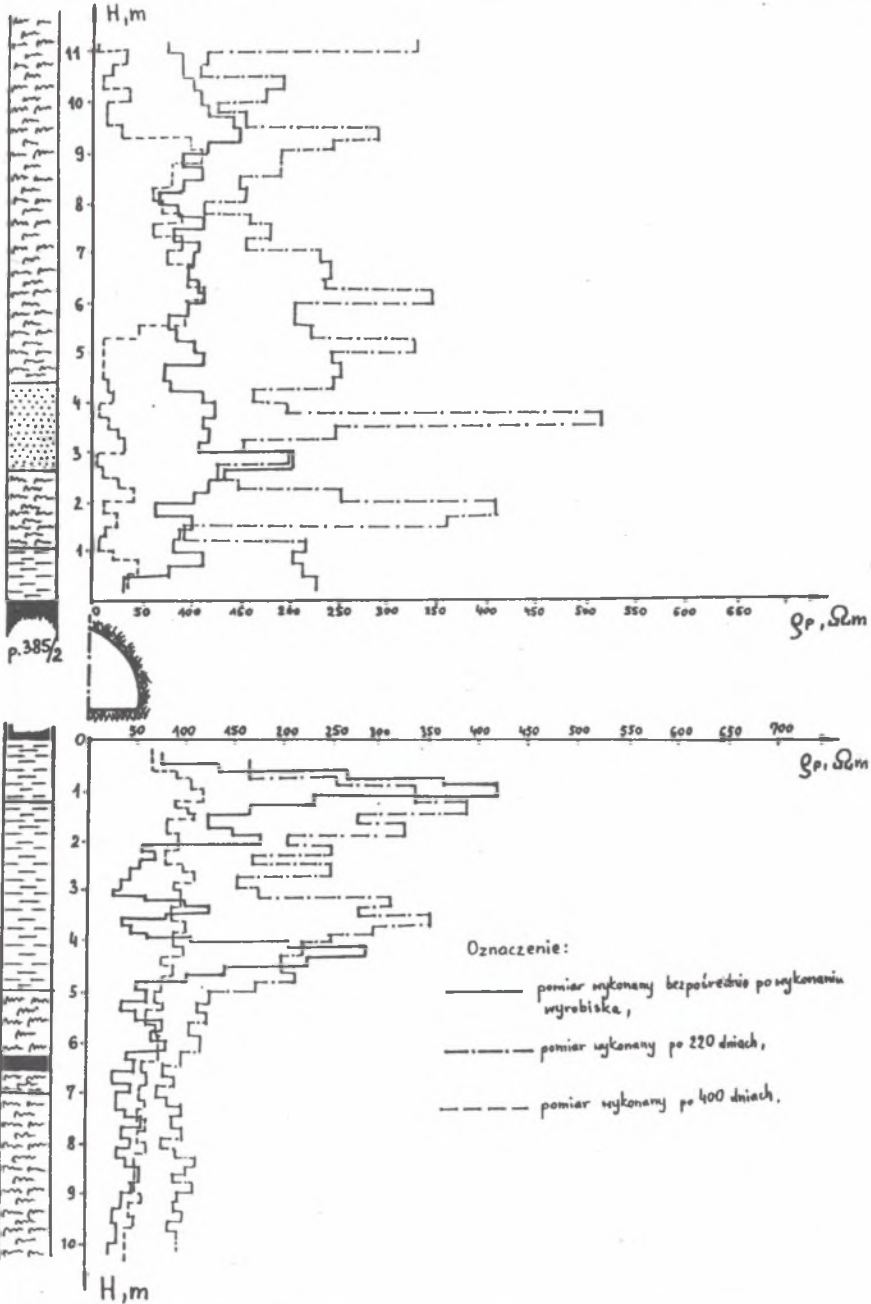 H,m
11
10
9
8
7
6
5
4
3
2
1
0 50 100 150 200 250 300 350 400 450 500 550 600 650
ρp, Ωm
p. 385/2
0 50 100 150 200 250 300 350 400 450 500 550 600 650 700
ρp, Ωm
1
2
3
4
5
6
7
8
9
10
H,m
Oznaczenie:
pomiar wykonany bezpośrednio po wykonaniu
wyrobiska,
pomiar wykonany po 220 dniach,
pomiar wykonany po 400 dniach,